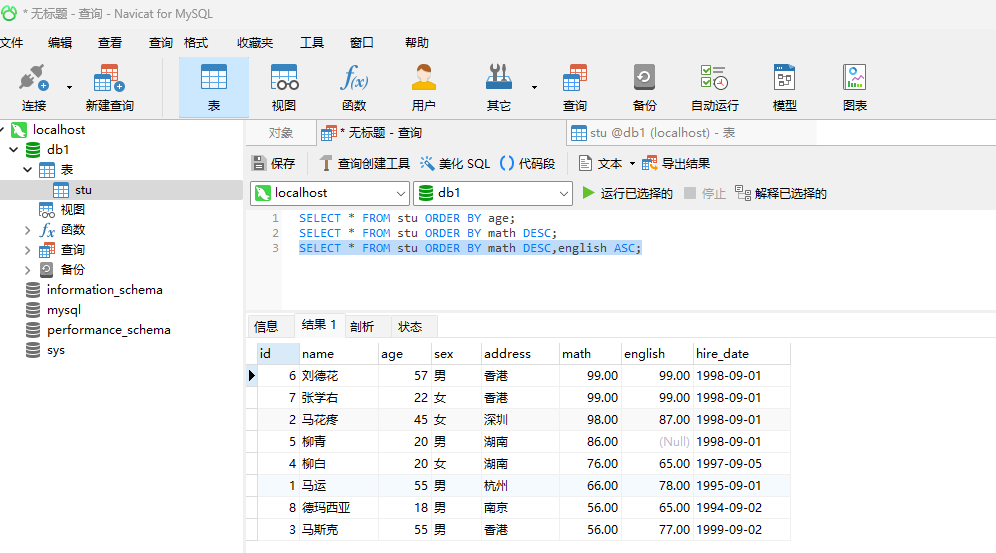 * 无标题 - 查询 - Navicat for MySQL
文件 编辑 查看 查询 格式 收藏夹 工具 窗口 帮助
连接 新建查询 表 视图 函数 用户 其它 查询 备份 自动运行 模型 图表
localhost
db1
表
stu
视图
函数
查询
备份
information_schema
mysql
performance_schema
sys
对象 * 无标题 - 查询 stu @db1 (localhost) - 表
保存 查询创建工具 美化 SQL () 代码段 文本 导出结果
localhost db1 运行已选择的 停止 解释已选择的
1 SELECT * FROM stu ORDER BY age;
2 SELECT * FROM stu ORDER BY math DESC;
3 SELECT * FROM stu ORDER BY math DESC,english ASC;
信息 结果 1 剖析 状态
id name age sex address math english hire_date
6 刘德花 57 男 香港 99.00 99.00 1998-09-01
7 张学右 22 女 香港 99.00 99.00 1998-09-01
2 马花疼 45 女 深圳 98.00 87.00 1998-09-01
5 柳青 20 男 湖南 86.00 (Null) 1998-09-01
4 柳白 20 女 湖南 76.00 65.00 1997-09-05
1 马运 55 男 杭州 66.00 78.00 1995-09-01
8 德玛西亚 18 男 南京 56.00 65.00 1994-09-02
3 马斯克 55 男 香港 56.00 77.00 1999-09-02